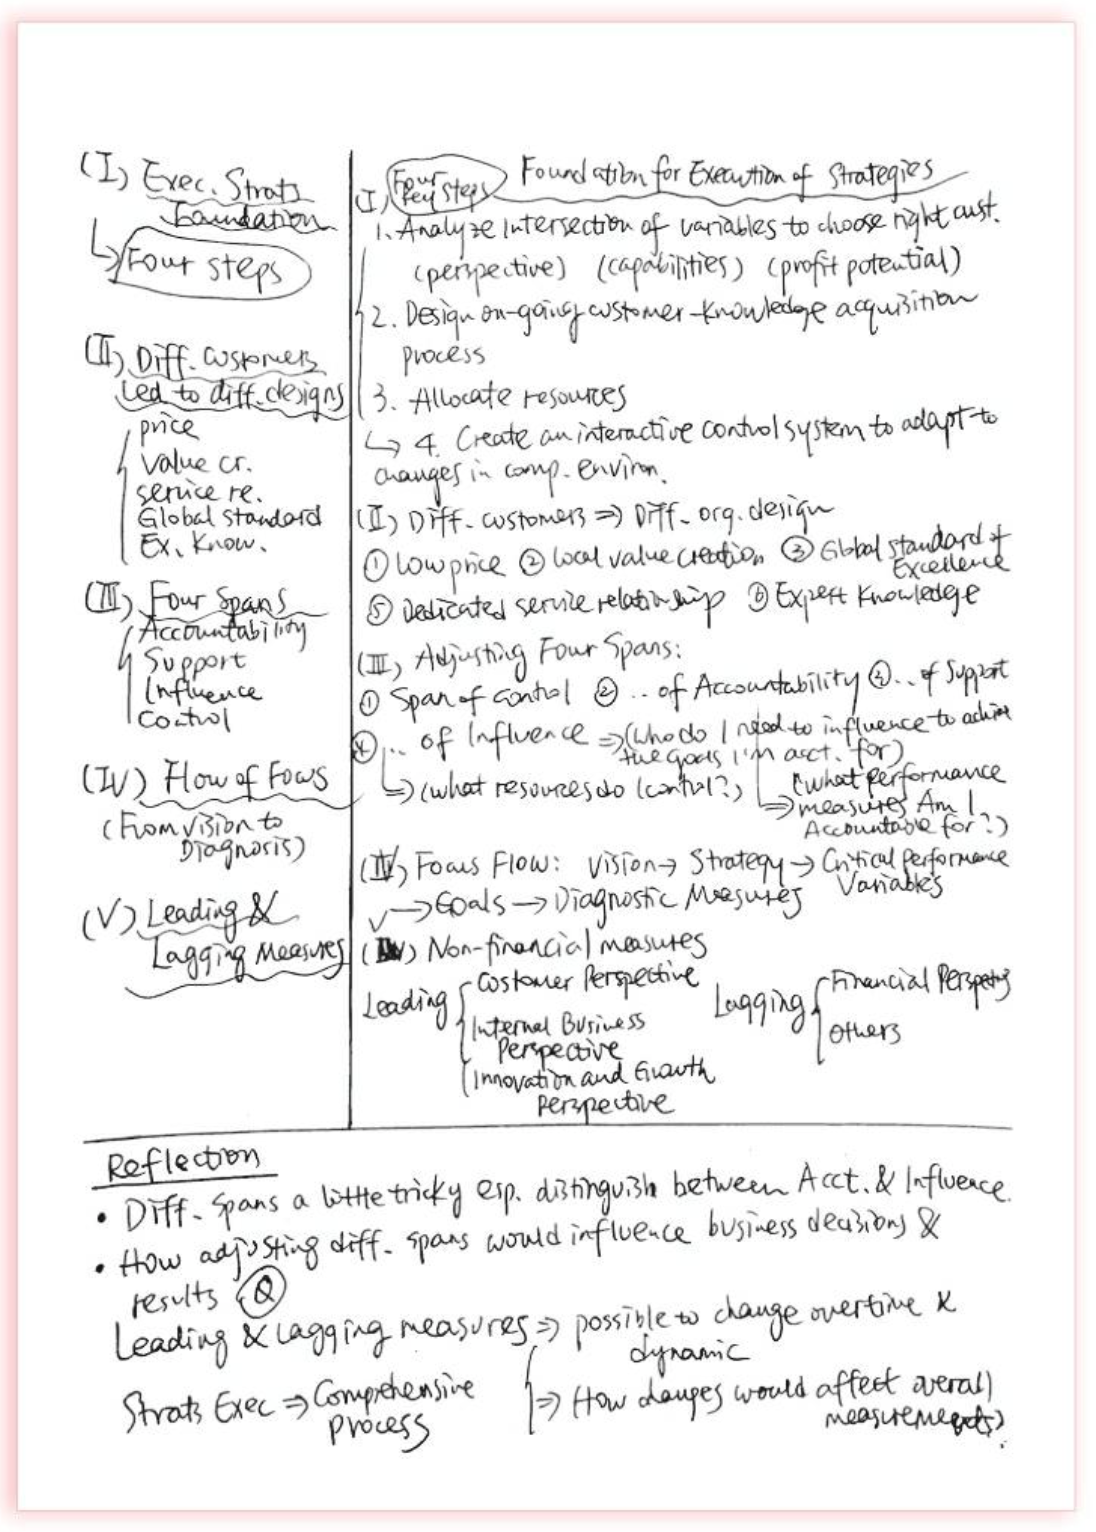 (I) Exec. Strats
Foundation
Four steps
(II) Diff. Customers
Led to diff. designs
price
Value cr.
service re.
Global standard
Ex. Know.
(III) Four Spans
Accountability
Support
Influence
Control
(IV) Flow of Focus
(From vision to
Diagnosis)
(V) Leading &
Lagging Measures
I) Four Key steps Foundation for Execution of Strategies
1. Analyze Intersection of variables to choose right cust.
(perspective) (capabilities) (profit potential)
2. Design on-going customer-knowledge acquisition
process
3. Allocate resources
↳ 4. Create an interactive control system to adapt to
changes in comp. environ.
(II) Diff. customers ⇒ Diff. org. design
① Low price ② local value creation ③ Global standard of
Excellence
⑤ Dedicated service relationship ⑥ Expert Knowledge
(III) Adjusting Four Spans:
① Span of control ② .. of Accountability ③ .. of Support
④ .. of Influence ⇒ (who do I need to influence to achieve
the goals I'm acct. for)
⇒ (what resources do I control?)
(what performance
⇒ measures Am I
Accountable for?)
(IV) Focus Flow: Vision → Strategy → Critical Performance
Variables
→ Goals → Diagnostic Measures
Non-financial measures
Leading
Customer Perspective
Internal Business
Perspective
Innovation and Growth
Perspective
Lagging
Financial
Others
Reflection
• Diff. Spans a little tricky esp. distinguish between Acct. & Influence.
• How adjusting diff. spans would influence business decisions &
results Q
Leading & Lagging measures ⇒ possible to change overtime &
dynamic
⇒ How changes would affect overall
measurements?
Strats Exec ⇒ Comprehensive
process